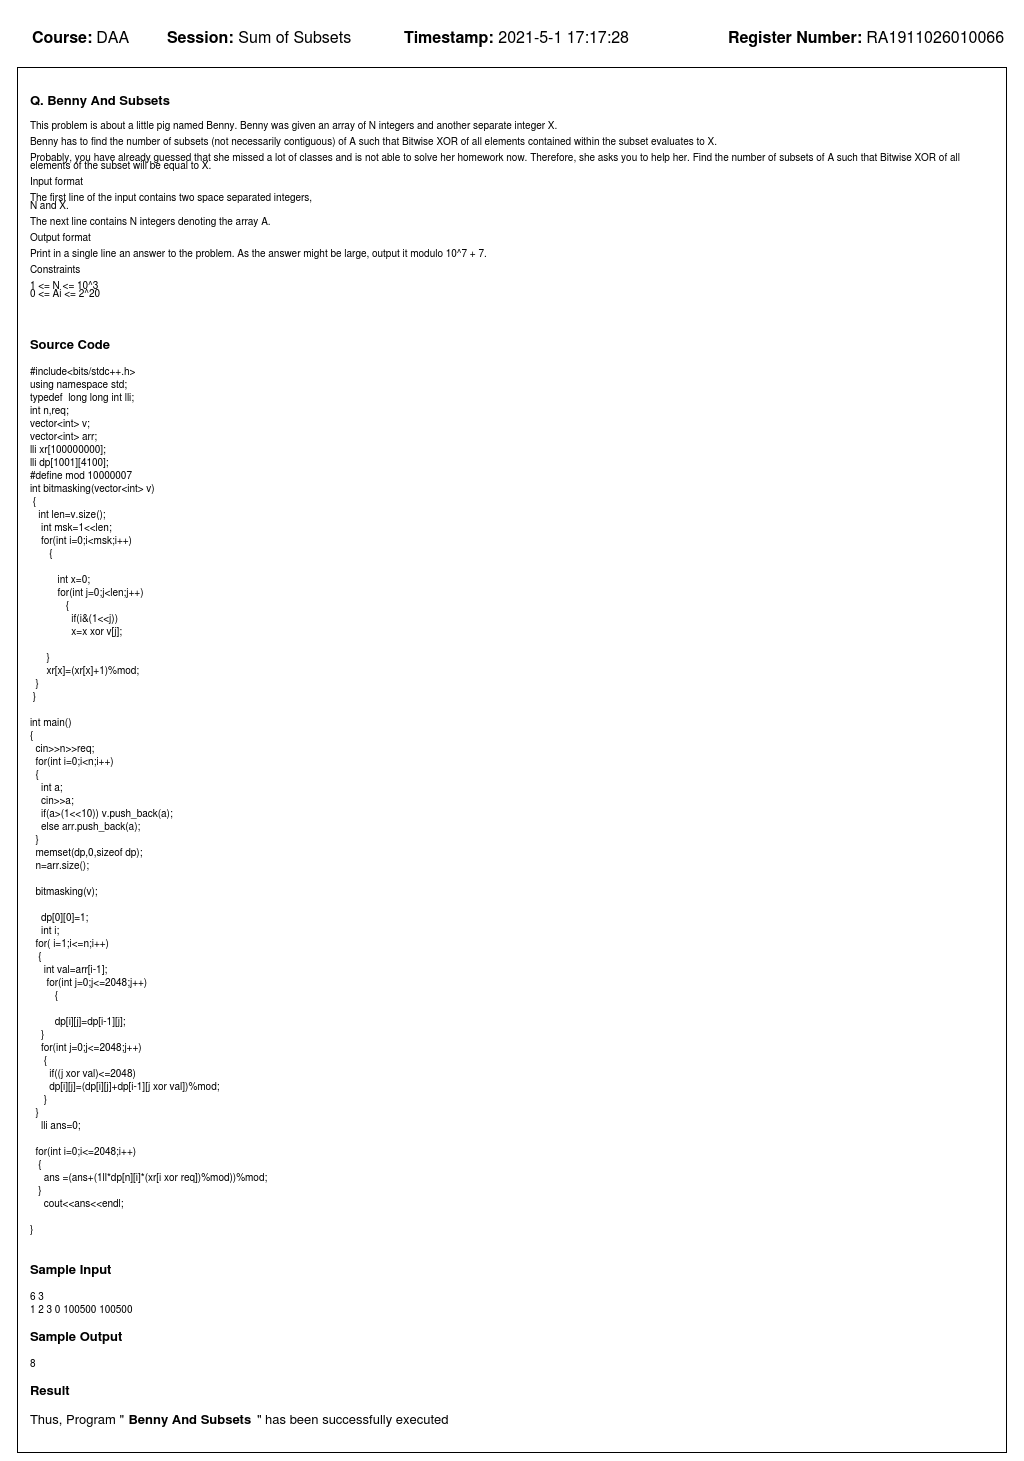 Course: DAA Session: Sum of Subsets Timestamp: 2021-5-1 17:17:28 Register Number: RA1911026010066
Q. Benny And Subsets
This problem is about a little pig named Benny. Benny was given an array of N integers and another separate integer X.
Benny has to find the number of subsets (not necessarily contiguous) of A such that Bitwise XOR of all elements contained within the subset evaluates to X.
Probably, you have already guessed that she missed a lot of classes and is not able to solve her homework now. Therefore, she asks you to help her. Find the number of subsets of A such that Bitwise XOR of all
elements of the subset will be equal to X.
Input format
The first line of the input contains two space separated integers,
N and X.
The next line contains N integers denoting the array A.
Output format
Print in a single line an answer to the problem. As the answer might be large, output it modulo 10^7 + 7.
Constraints
1 <= N <= 10^3
0 <= Ai <= 2^20
Source Code
#include<bits/stdc++.h>
using namespace std;
typedef  long long int lli;
int n,req;
vector<int> v;
vector<int> arr;
lli xr[100000000];
lli dp[1001][4100];
#define mod 10000007
int bitmasking(vector<int> v)
{
int len=v.size();
int msk=1<<len;
for(int i=0;i<msk;i++)
{
int x=0;
for(int j=0;j<len;j++)
{
if(i&(1<<j))
x=x xor v[j];
}
xr[x]=(xr[x]+1)%mod;
}
}
int main()
{
cin>>n>>req;
for(int i=0;i<n;i++)
{
int a;
cin>>a;
if(a>(1<<10)) v.push_back(a);
else arr.push_back(a);
}
memset(dp,0,sizeof dp);
n=arr.size();
bitmasking(v);
dp[0][0]=1;
int i;
for( i=1;i<=n;i++)
{
int val=arr[i-1];
for(int j=0;j<=2048;j++)
{
dp[i][j]=dp[i-1][j];
}
for(int j=0;j<=2048;j++)
{
if((j xor val)<=2048)
dp[i][j]=(dp[i][j]+dp[i-1][j xor val])%mod;
}
}
lli ans=0;
for(int i=0;i<=2048;i++)
{
ans =(ans+(1ll*dp[n][i]*(xr[i xor req])%mod))%mod;
}
cout<<ans<<endl;
}
Sample Input
6 3
1 2 3 0 100500 100500
Sample Output
8
Result
Thus, Program " Benny And Subsets " has been successfully executed